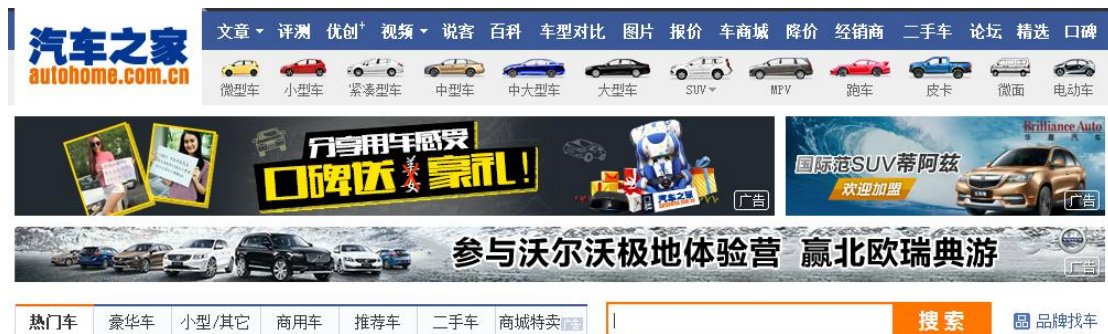 汽车之家
autohome.com.cn
文章 评测 优创+ 视频 说客 百科 车型对比 图片 报价 车商城 降价 经销商 二手车 论坛 精选 口碑
微型车 小型车 紧凑型车 中型车 中大型车 大型车 SUV MPV 跑车 皮卡 微面 电动车
分享用车感受
口碑送美女豪礼!
汽车之家
广告
Brilliance Auto
华晨汽车
国际范SUV蒂阿兹
欢迎加盟
广告
参与沃尔沃极地体验营 赢北欧瑞典游
广告
热门车 豪华车 小型/其它 商用车 推荐车 二手车 商城特卖 广告
搜索 品牌找车